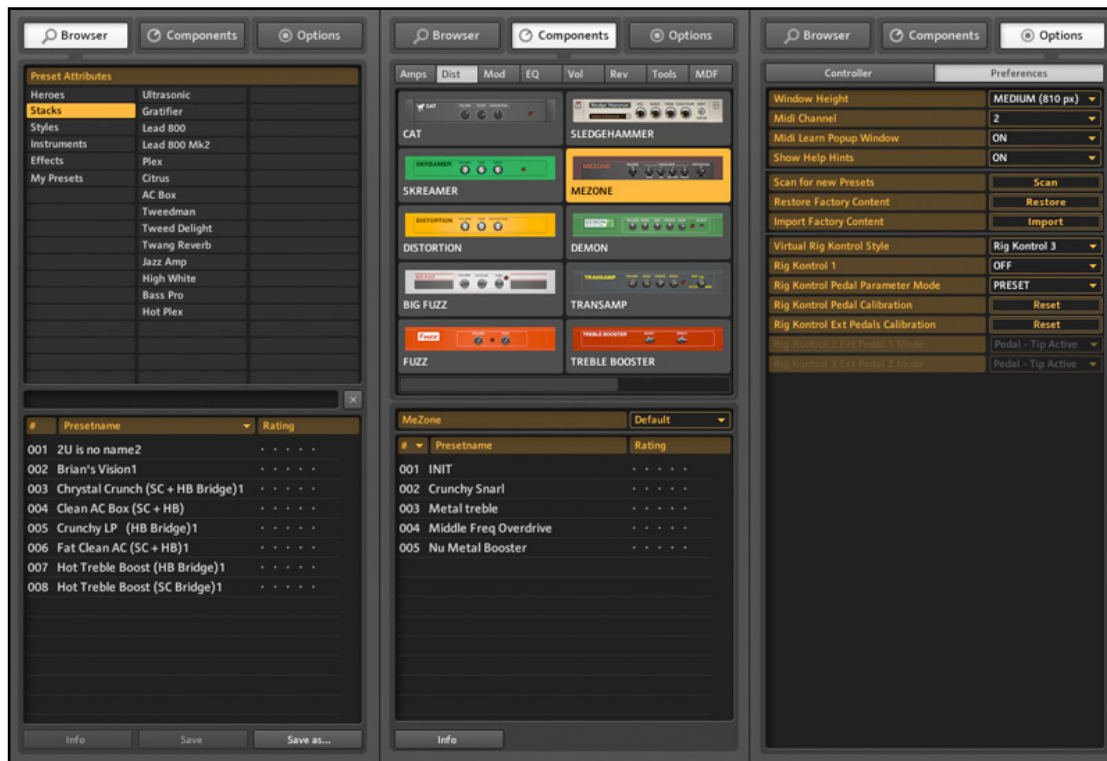 Browser
Components
Options
Preset Attributes
Heroes Ultrasonic
Stacks Gratifier
Styles Lead 800
Instruments Lead 800 Mk2
Effects Plex
My Presets Citrus
AC Box
Tweedman
Tweed Delight
Twang Reverb
Jazz Amp
High White
Bass Pro
Hot Plex
# Presetname Rating
001 2U is no name2
002 Brian's Vision1
003 Chrystal Crunch (SC + HB Bridge)1
004 Clean AC Box (SC + HB)
005 Crunchy LP (HB Bridge)1
006 Fat Clean AC (SC + HB)1
007 Hot Treble Boost (HB Bridge)1
008 Hot Treble Boost (SC Bridge)1
Info Save Save as...
Browser
Components
Options
Amps Dist Mod EQ Vol Rev Tools MDF
CAT
CAT SLEDGEHAMMER
SKREAMER MEZONE
SKREAMER MEZONE
DISTORTION DEMON
DISTORTION DEMON
BIG FUZZ TRANSAMP
BIG FUZZ TRANSAMP
Fuzz TREBLE BOOSTER
FUZZ TREBLE BOOSTER
MeZone Default
# Presetname Rating
001 INIT
002 Crunchy Snarl
003 Metal treble
004 Middle Freq Overdrive
005 Nu Metal Booster
Info
Browser
Components
Options
Controller Preferences
Window Height MEDIUM (810 px)
Midi Channel 2
Midi Learn Popup Window ON
Show Help Hints ON
Scan for new Presets Scan
Restore Factory Content Restore
Import Factory Content Import
Virtual Rig Kontrol Style Rig Kontrol 3
Rig Kontrol 1 OFF
Rig Kontrol Pedal Parameter Mode PRESET
Rig Kontrol Pedal Calibration Reset
Rig Kontrol Ext Pedals Calibration Reset
Rig Kontrol 3 Ext Pedal 1 Mode Pedal - Tip Active
Rig Kontrol 3 Ext Pedal 2 Mode Pedal - Tip Active